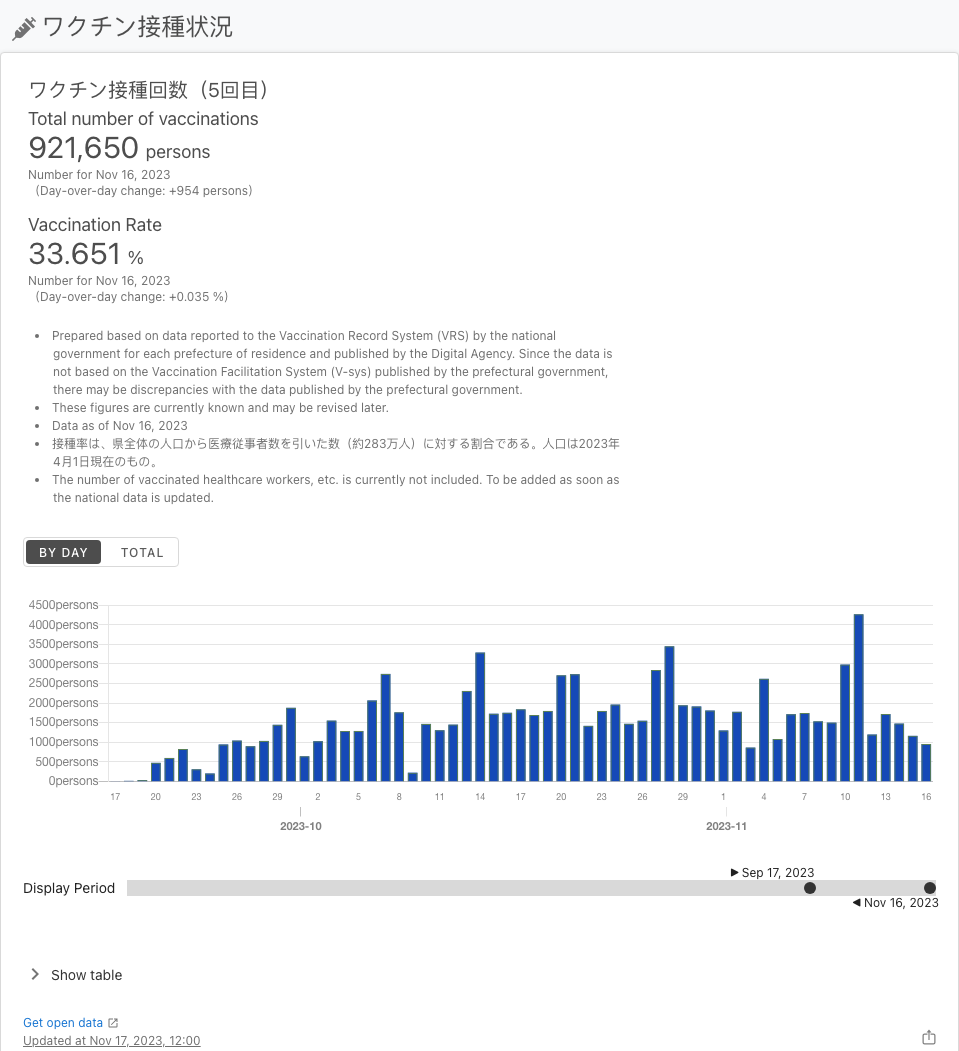 ワクチン接種状況
ワクチン接種回数（5回目）
Total number of vaccinations
921,650 persons
Number for Nov 16, 2023
（Day-over-day change: +954 persons）
Vaccination Rate
33.651 %
Number for Nov 16, 2023
（Day-over-day change: +0.035 %）
• Prepared based on data reported to the Vaccination Record System (VRS) by the national
government for each prefecture of residence and published by the Digital Agency. Since the data is
not based on the Vaccination Facilitation System (V-sys) published by the prefectural government,
there may be discrepancies with the data published by the prefectural government.
• These figures are currently known and may be revised later.
• Data as of Nov 16, 2023
• 接種率は、県全体の人口から医療従事者数を引いた数（約283万人）に対する割合である。人口は2023年
4月1日現在のもの。
• The number of vaccinated healthcare workers, etc. is currently not included. To be added as soon as
the national data is updated.
BY DAY TOTAL
4500persons
4000persons
3500persons
3000persons
2500persons
2000persons
1500persons
1000persons
500persons
0persons
17 20 23 26 29 2 5 8 11 14 17 20 23 26 29 1 4 7 10 13 16
2023-10 2023-11
▶ Sep 17, 2023
Display Period
◀ Nov 16, 2023
Show table
Get open data
Updated at Nov 17, 2023, 12:00